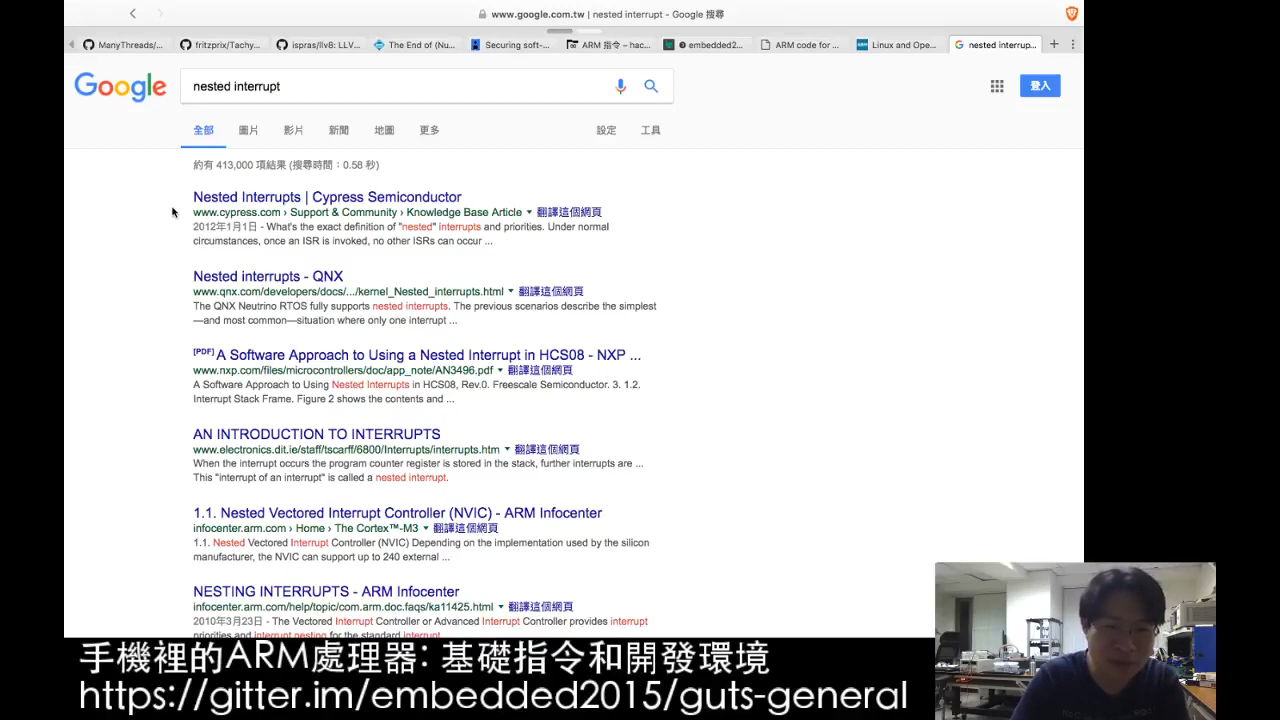 www.google.com.tw | nested interrupt - Google 搜尋
ManyThreads/...
fritzprix/Tachy...
ispras/llv8: LLV...
The End of (Nu...
Securing soft-...
ARM 指令 – hac...
embedded2...
ARM code for ...
Linux and Ope...
nested interrup...
Google
nested interrupt
登入
全部 圖片 影片 新聞 地圖 更多 設定 工具
約有 413,000 項結果 (搜尋時間：0.58 秒)
Nested Interrupts | Cypress Semiconductor
www.cypress.com › Support & Community › Knowledge Base Article 翻譯這個網頁
2012年1月1日 - What's the exact definition of "nested" interrupts and priorities. Under normal
circumstances, once an ISR is invoked, no other ISRs can occur ...
Nested interrupts - QNX
www.qnx.com/developers/docs/.../kernel_Nested_interrupts.html 翻譯這個網頁
The QNX Neutrino RTOS fully supports nested interrupts. The previous scenarios describe the simplest
—and most common—situation where only one interrupt ...
[PDF] A Software Approach to Using a Nested Interrupt in HCS08 - NXP ...
www.nxp.com/files/microcontrollers/doc/app_note/AN3496.pdf 翻譯這個網頁
A Software Approach to Using Nested Interrupts in HCS08, Rev.0. Freescale Semiconductor. 3. 1.2.
Interrupt Stack Frame. Figure 2 shows the contents and ...
AN INTRODUCTION TO INTERRUPTS
www.electronics.dit.ie/staff/tscarff/6800/Interrupts/interrupts.htm 翻譯這個網頁
When the interrupt occurs the program counter register is stored in the stack, further interrupts are ...
This "interrupt of an interrupt" is called a nested interrupt.
1.1. Nested Vectored Interrupt Controller (NVIC) - ARM Infocenter
infocenter.arm.com › Home › The Cortex™-M3 翻譯這個網頁
1.1. Nested Vectored Interrupt Controller (NVIC) Depending on the implementation used by the silicon
manufacturer, the NVIC can support up to 240 external ...
NESTING INTERRUPTS - ARM Infocenter
infocenter.arm.com/help/topic/com.arm.doc.faqs/ka11425.html 翻譯這個網頁
2010年3月23日 - The Vectored Interrupt Controller or Advanced Interrupt Controller provides interrupt
priorities and interrupt nesting for the standard interrupt.
手機裡的ARM處理器: 基礎指令和開發環境
https://gitter.im/embedded2015/guts-general